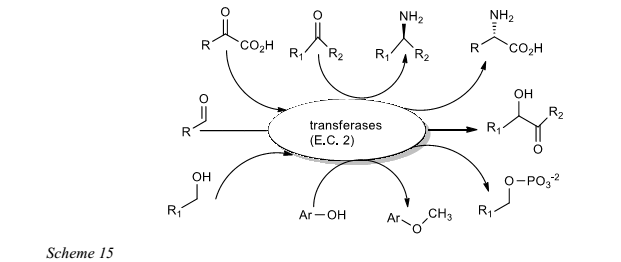 O O NH2 NH2
R CO2H R1 R2 R1 R2 R CO2H
O OH
R transferases R1 R2
(E.C. 2) O
OH O–PO3-2
R1 Ar–OH Ar O CH3 R1
Scheme 15